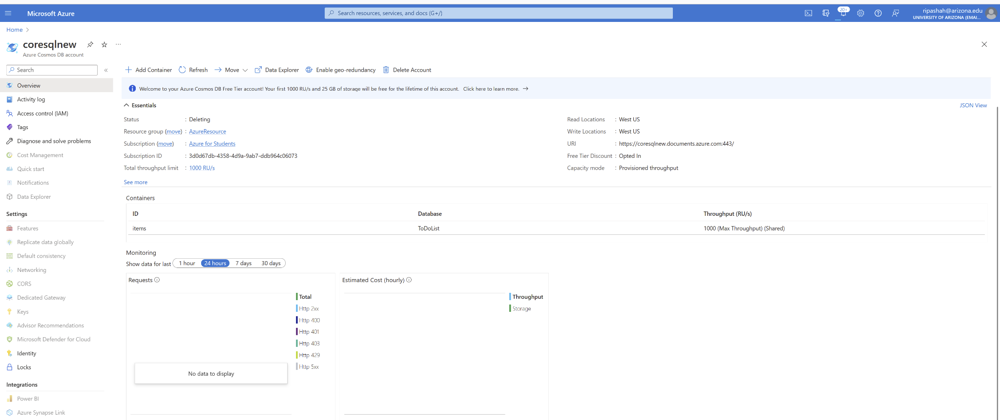 Microsoft Azure
Search resources, services, and docs (G+/)
20+
ripashah@arizona.edu
UNIVERSITY OF ARIZONA (EMAI...
Home
coresqlnew
Azure Cosmos DB account
Search
Add Container
Refresh
Move
Data Explorer
Enable geo-redundancy
Delete Account
Overview
Activity log
Access control (IAM)
Tags
Diagnose and solve problems
Cost Management
Quick start
Notifications
Data Explorer
Settings
Features
Replicate data globally
Default consistency
Networking
CORS
Dedicated Gateway
Keys
Advisor Recommendations
Microsoft Defender for Cloud
Identity
Locks
Integrations
Power BI
Azure Synapse Link
Welcome to your Azure Cosmos DB Free Tier account! Your first 1000 RU/s and 25 GB of storage will be free for the lifetime of this account. Click here to learn more. →
Essentials
JSON View
Status : Deleting
Resource group (move) : AzureResource
Subscription (move) : Azure for Students
Subscription ID : 3d0d67db-4358-4d9a-9ab7-ddb964c06073
Total throughput limit : 1000 RU/s
See more
Read Locations : West US
Write Locations : West US
URI : https://coresqlnew.documents.azure.com:443/
Free Tier Discount : Opted In
Capacity mode : Provisioned throughput
Containers
ID Database Throughput (RU/s)
items ToDoList 1000 (Max Throughput) (Shared)
Monitoring
Show data for last 1 hour 24 hours 7 days 30 days
Requests
Total
Http 2xx
Http 400
Http 401
Http 403
Http 429
Http 5xx
No data to display
Estimated Cost (hourly)
Throughput
Storage